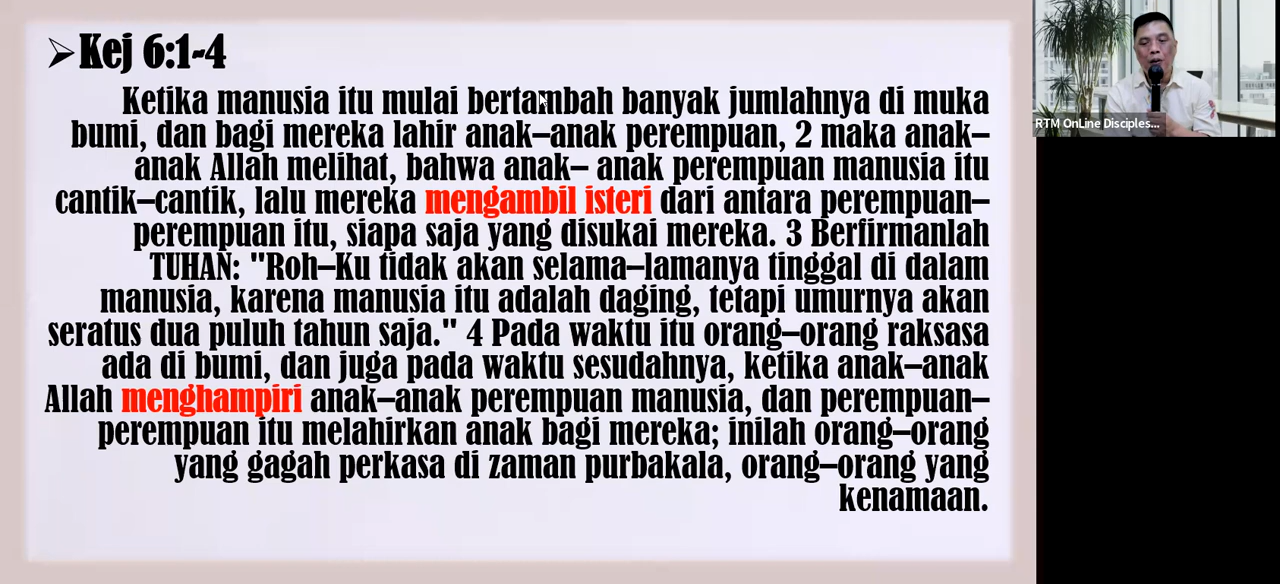 ➢Kej 6:1-4
Ketika manusia itu mulai bertambah banyak jumlahnya di muka
bumi, dan bagi mereka lahir anak–anak perempuan, 2 maka anak–
anak Allah melihat, bahwa anak– anak perempuan manusia itu
cantik–cantik, lalu mereka mengambil isteri dari antara perempuan–
perempuan itu, siapa saja yang disukai mereka. 3 Berfirmanlah
TUHAN: "Roh–Ku tidak akan selama–lamanya tinggal di dalam
manusia, karena manusia itu adalah daging, tetapi umurnya akan
seratus dua puluh tahun saja." 4 Pada waktu itu orang–orang raksasa
ada di bumi, dan juga pada waktu sesudahnya, ketika anak–anak
Allah menghampiri anak–anak perempuan manusia, dan perempuan–
perempuan itu melahirkan anak bagi mereka; inilah orang–orang
yang gagah perkasa di zaman purbakala, orang–orang yang
kenamaan.
RTM OnLine Disciples...